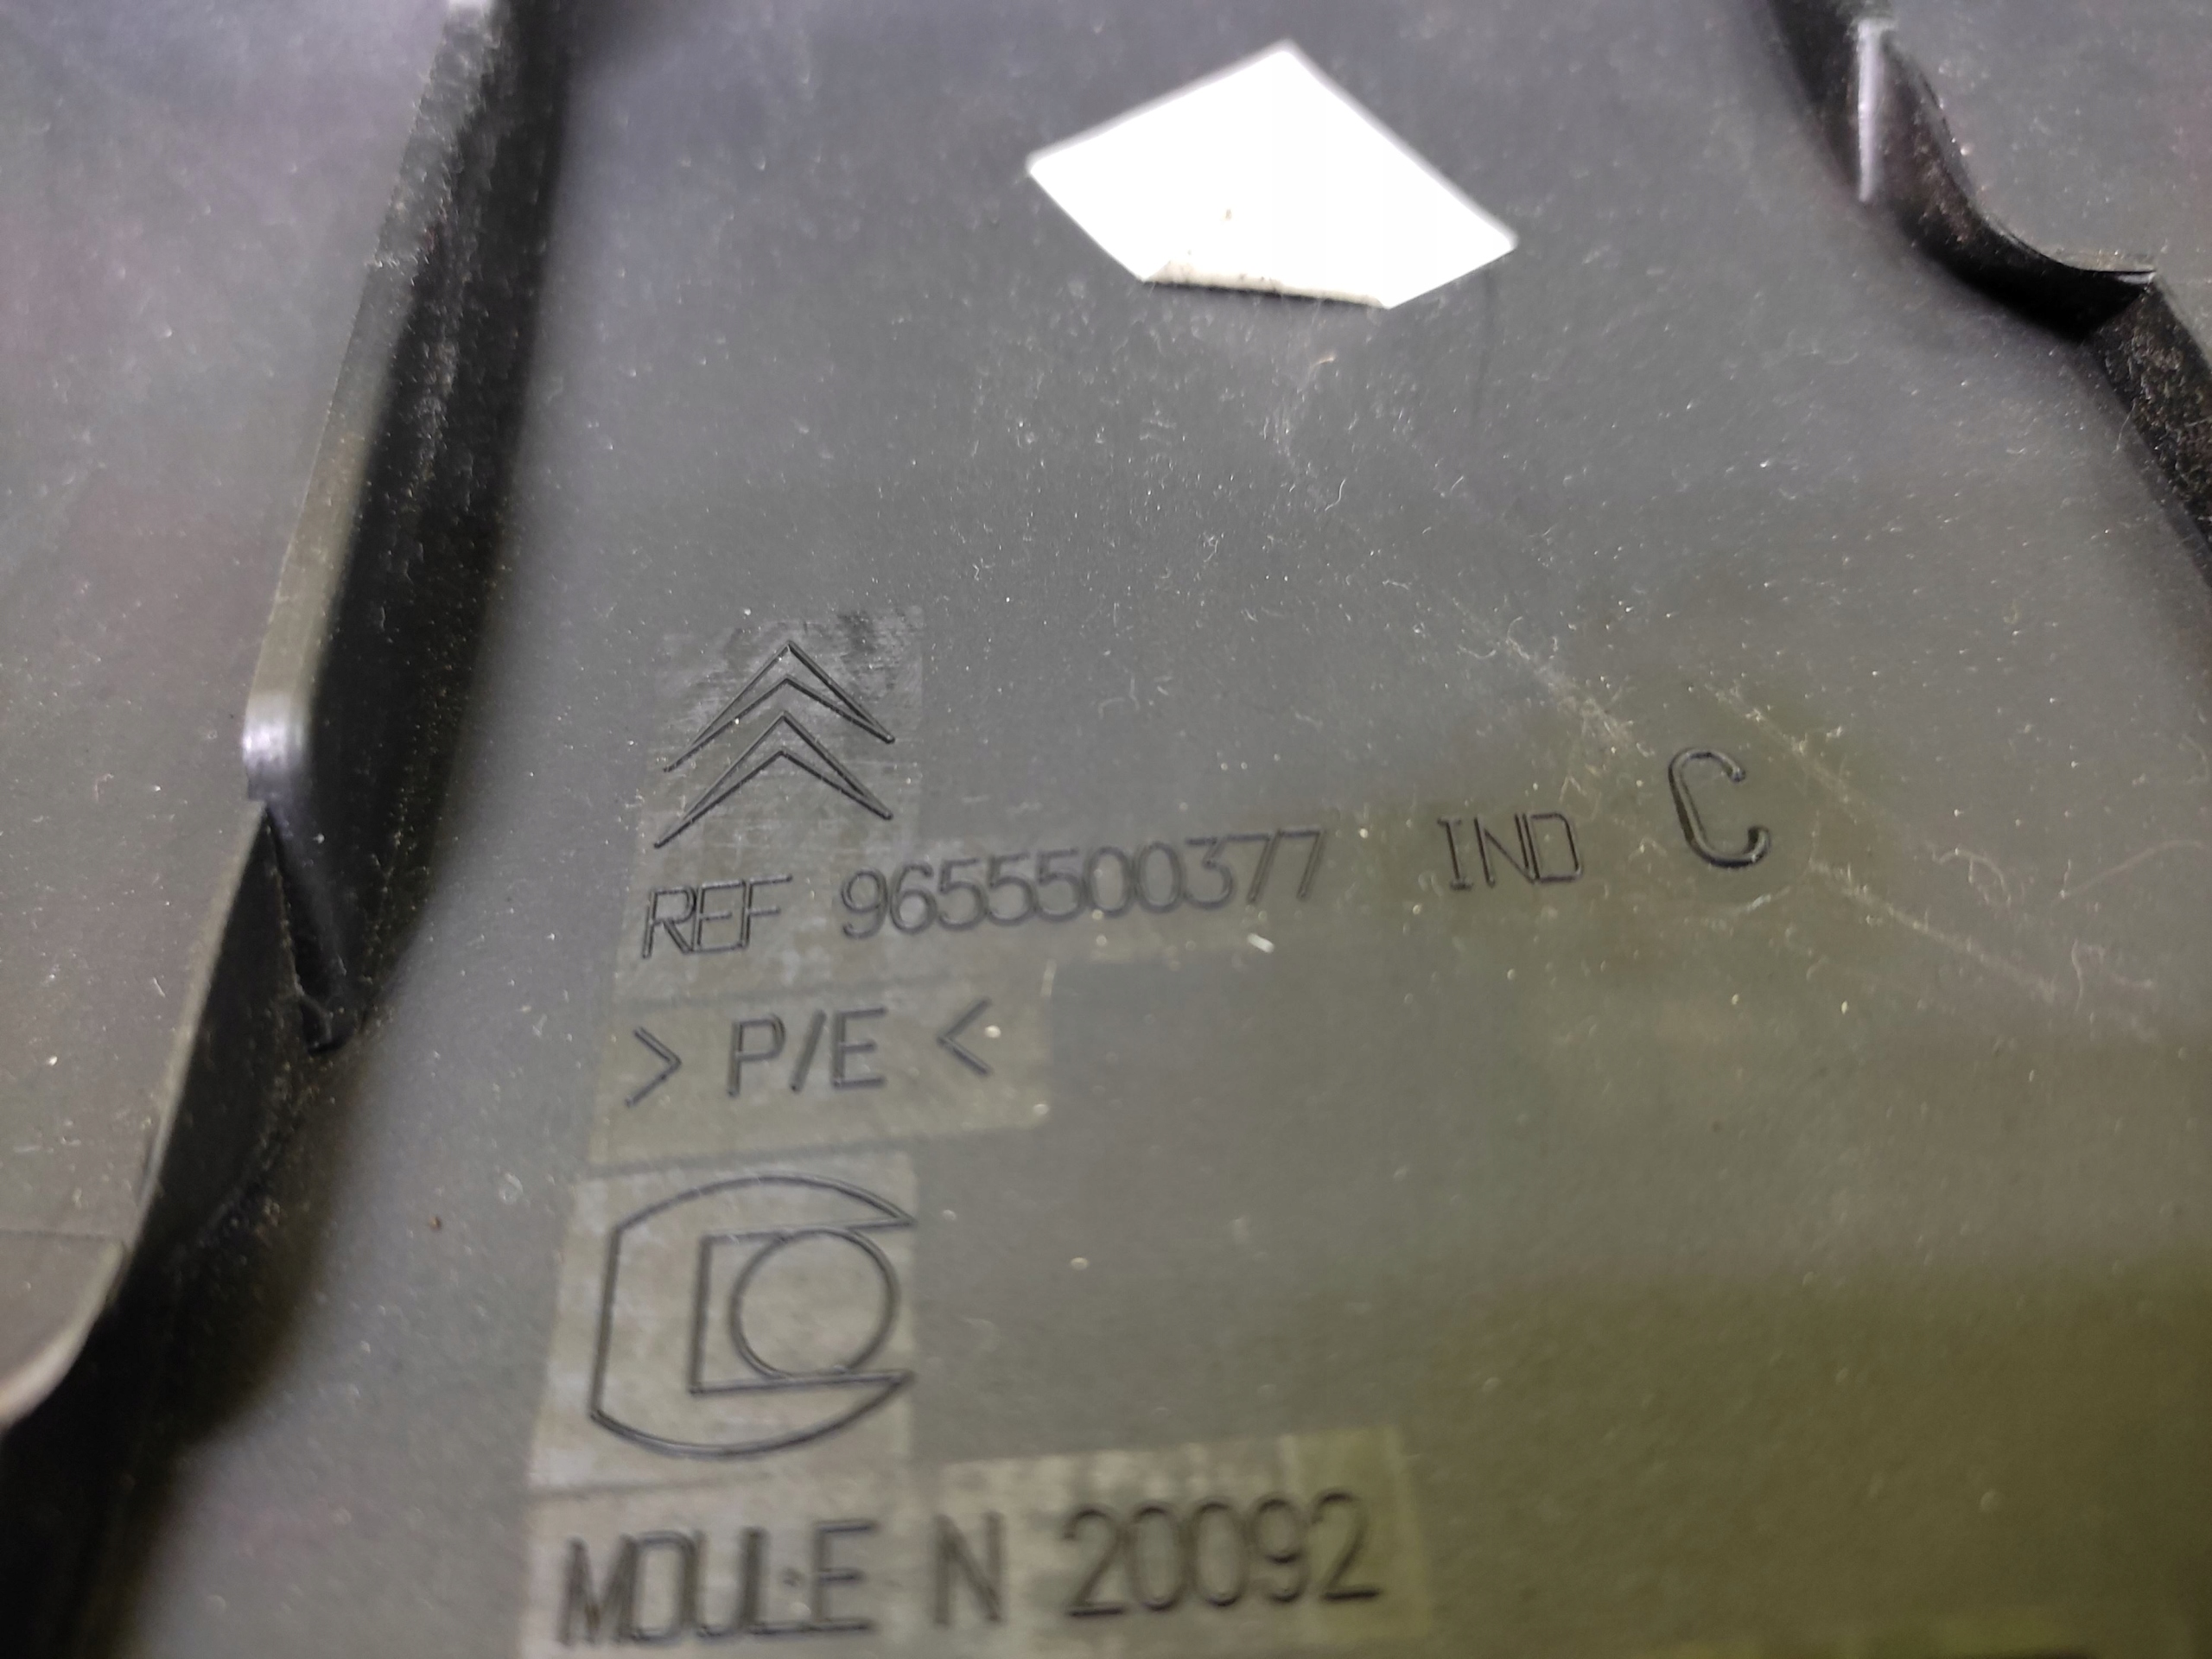 REF 9655500377 IND C
> P/E <
MOULE N 20092